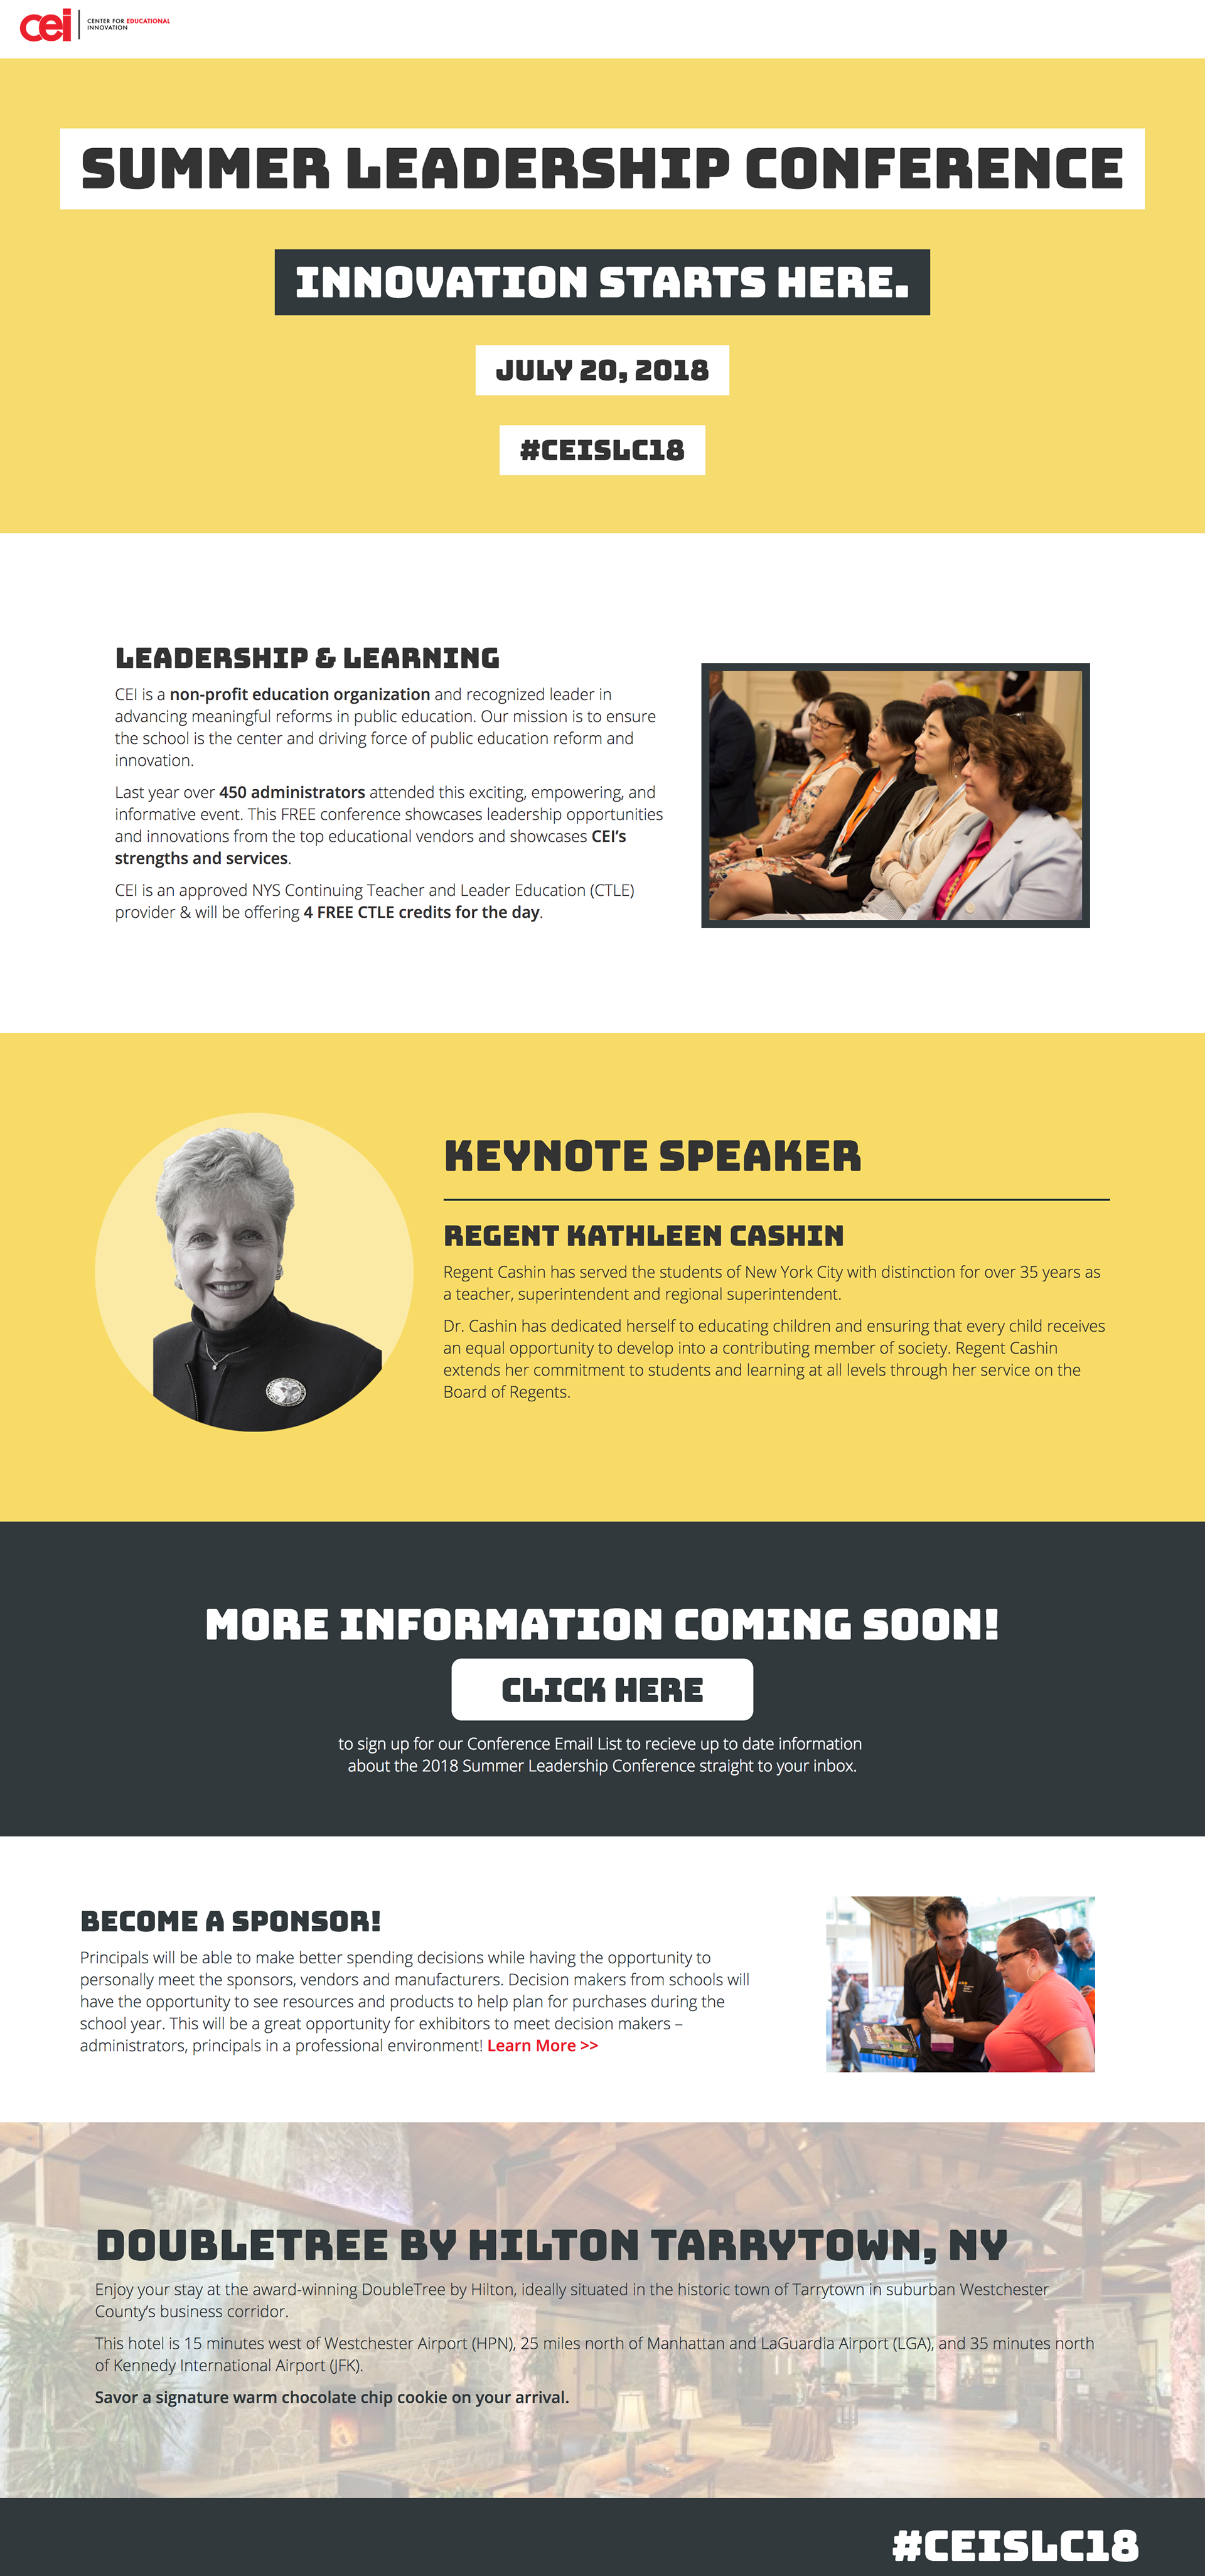 cei
CENTER FOR EDUCATIONAL
INNOVATION
SUMMER LEADERSHIP CONFERENCE
INNOVATION STARTS HERE.
JULY 20, 2018
#CEISLC18
LEADERSHIP & LEARNING
CEI is a non-profit education organization and recognized leader in
advancing meaningful reforms in public education. Our mission is to ensure
the school is the center and driving force of public education reform and
innovation.
Last year over 450 administrators attended this exciting, empowering, and
informative event. This FREE conference showcases leadership opportunities
and innovations from the top educational vendors and showcases CEI’s
strengths and services.
CEI is an approved NYS Continuing Teacher and Leader Education (CTLE)
provider & will be offering 4 FREE CTLE credits for the day.
KEYNOTE SPEAKER
REGENT KATHLEEN CASHIN
Regent Cashin has served the students of New York City with distinction for over 35 years as
a teacher, superintendent and regional superintendent.
Dr. Cashin has dedicated herself to educating children and ensuring that every child receives
an equal opportunity to develop into a contributing member of society. Regent Cashin
extends her commitment to students and learning at all levels through her service on the
Board of Regents.
MORE INFORMATION COMING SOON!
CLICK HERE
to sign up for our Conference Email List to recieve up to date information
about the 2018 Summer Leadership Conference straight to your inbox.
BECOME A SPONSOR!
Principals will be able to make better spending decisions while having the opportunity to
personally meet the sponsors, vendors and manufacturers. Decision makers from schools will
have the opportunity to see resources and products to help plan for purchases during the
school year. This will be a great opportunity for exhibitors to meet decision makers –
administrators, principals in a professional environment! Learn More >>
DOUBLETREE BY HILTON TARRYTOWN, NY
Enjoy your stay at the award-winning DoubleTree by Hilton, ideally situated in the historic town of Tarrytown in suburban Westchester
County’s business corridor.
This hotel is 15 minutes west of Westchester Airport (HPN), 25 miles north of Manhattan and LaGuardia Airport (LGA), and 35 minutes north
of Kennedy International Airport (JFK).
Savor a signature warm chocolate chip cookie on your arrival.
#CEISLC18